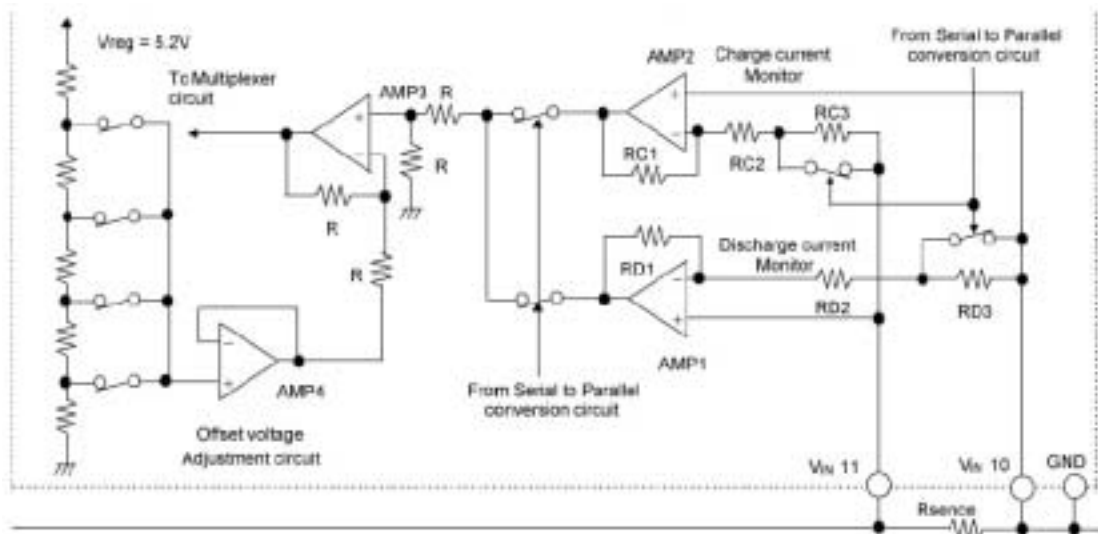 Vreg = 5.2V
To Multiplexer
circuit
AMP3
R
R
R
R
AMP4
Offset voltage
Adjustment circuit
AMP2
Charge current
Monitor
From Serial to Parallel
conversion circuit
RC1
RC2
RC3
RD1
Discharge current
Monitor
RD2
RD3
AMP1
From Serial to Parallel
conversion circuit
VIN 11
VIN 10
GND
Rsence